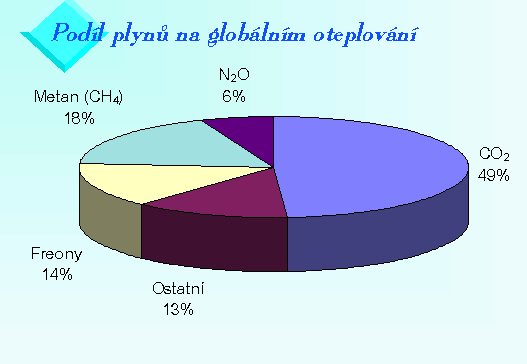 Podíl plynů na globálním oteplování
N₂O
6%
Metan (CH₄)
18%
CO₂
49%
Freony
14%
Ostatní
13%